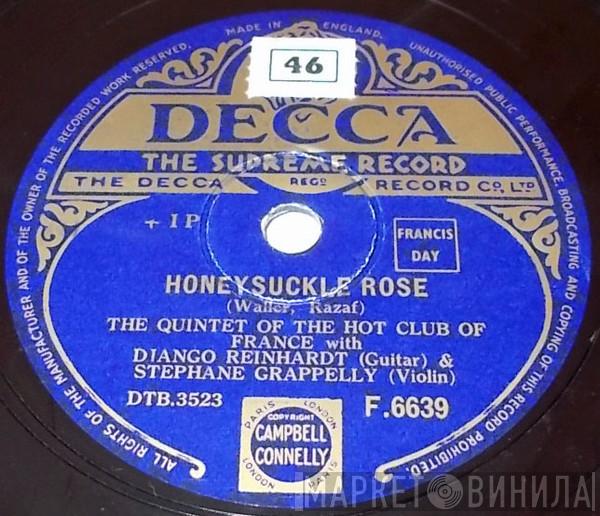 MADE IN ENGLAND.
ALL RIGHTS OF THE MANUFACTURER AND OF THE OWNER OF THE RECORDED WORK RESERVED.
UNAUTHORISED PUBLIC PERFORMANCE, BROADCASTING AND COPYING OF THIS RECORD PROHIBITED.
46
DECCA
THE SUPREME RECORD
THE DECCA REGD RECORD CO., LTD
+ 1P
FRANCIS
DAY
HONEYSUCKLE ROSE
(Waller, Razaf)
THE QUINTET OF THE HOT CLUB OF
FRANCE with
DJANGO REINHARDT (Guitar) &
STEPHANE GRAPPELLY (Violin)
DTB.3523
F.6639
PARIS LONDON
COPYRIGHT
CAMPBELL
CONNELLY
LONDON PARIS
МАРКЕТ ВИНИЛА